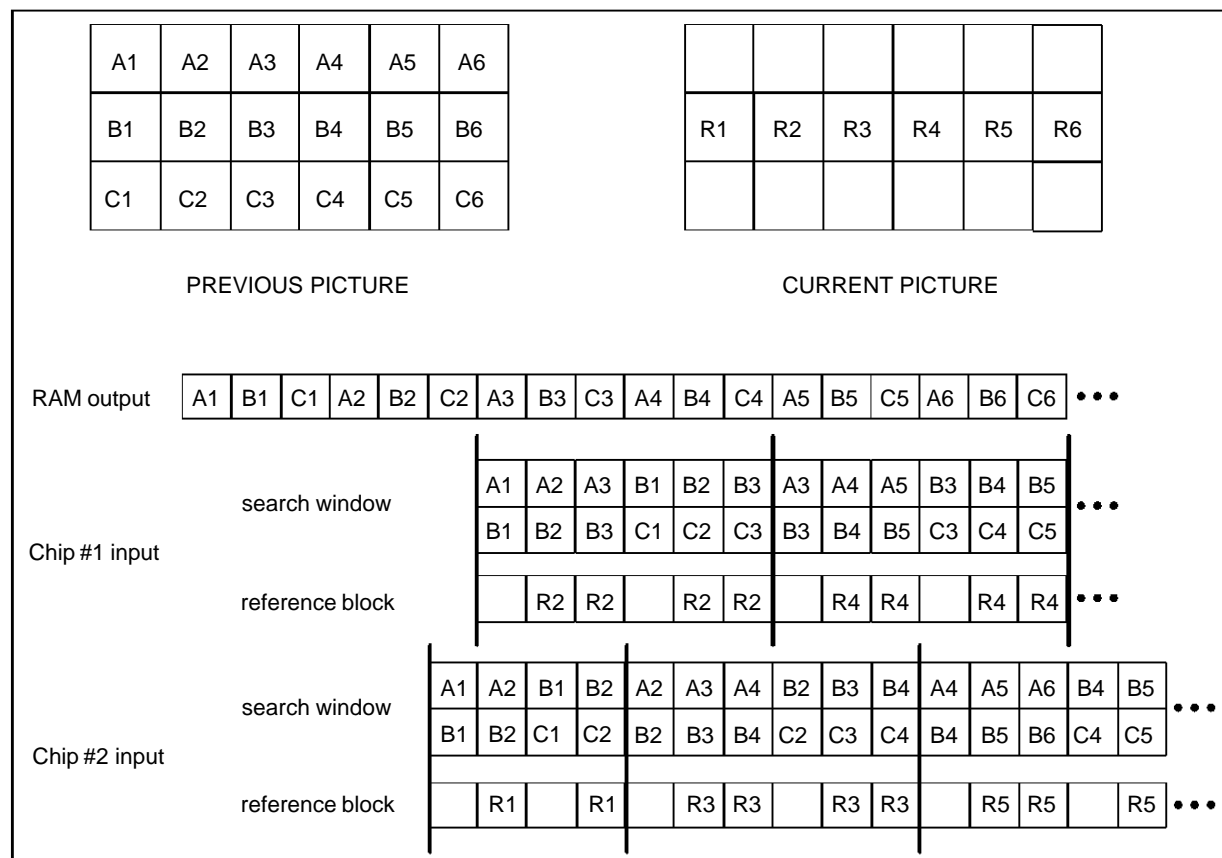 A1 A2 A3 A4 A5 A6
B1 B2 B3 B4 B5 B6 R1 R2 R3 R4 R5 R6
C1 C2 C3 C4 C5 C6
PREVIOUS PICTURE CURRENT PICTURE
RAM output A1 B1 C1 A2 B2 C2 A3 B3 C3 A4 B4 C4 A5 B5 C5 A6 B6 C6 •••
Chip #1 input
search window
A1 A2 A3 B1 B2 B3 A3 A4 A5 B3 B4 B5 •••
B1 B2 B3 C1 C2 C3 B3 B4 B5 C3 C4 C5
reference block R2 R2 R2 R2 R4 R4 R4 R4 •••
Chip #2 input
search window
A1 A2 B1 B2 A2 A3 A4 B2 B3 B4 A4 A5 A6 B4 B5 •••
B1 B2 C1 C2 B2 B3 B4 C2 C3 C4 B4 B5 B6 C4 C5
reference block R1 R1 R3 R3 R3 R3 R5 R5 R5 •••